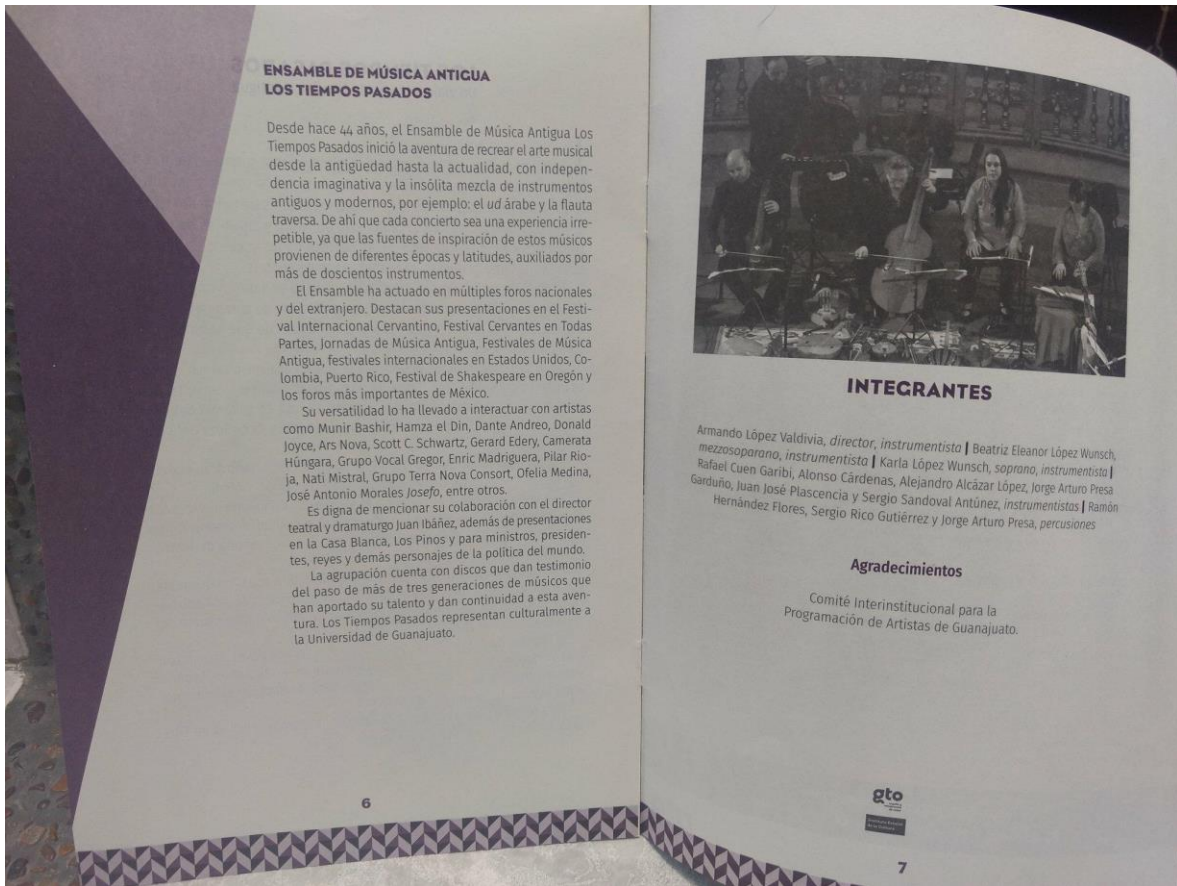 ENSAMBLE DE MÚSICA ANTIGUA
LOS TIEMPOS PASADOS
Desde hace 44 años, el Ensamble de Música Antigua Los
Tiempos Pasados inició la aventura de recrear el arte musical
desde la antigüedad hasta la actualidad, con indepen-
dencia imaginativa y la insólita mezcla de instrumentos
antiguos y modernos, por ejemplo: el ud árabe y la flauta
traversa. De ahí que cada concierto sea una experiencia irre-
petible, ya que las fuentes de inspiración de estos músicos
provienen de diferentes épocas y latitudes, auxiliados por
más de doscientos instrumentos.
El Ensamble ha actuado en múltiples foros nacionales
y del extranjero. Destacan sus presentaciones en el Festi-
val Internacional Cervantino, Festival Cervantes en Todas
Partes, Jornadas de Música Antigua, Festivales de Música
Antigua, festivales internacionales en Estados Unidos, Co-
lombia, Puerto Rico, Festival de Shakespeare en Oregón y
los foros más importantes de México.
Su versatilidad lo ha llevado a interactuar con artistas
como Munir Bashir, Hamza el Din, Dante Andreo, Donald
Joyce, Ars Nova, Scott C. Schwartz, Gerard Edery, Camerata
Húngara, Grupo Vocal Gregor, Enric Madriguera, Pilar Rio-
ja, Nati Mistral, Grupo Terra Nova Consort, Ofelia Medina,
José Antonio Morales Josefo, entre otros.
Es digna de mencionar su colaboración con el director
teatral y dramaturgo Juan Ibáñez, además de presentaciones
en la Casa Blanca, Los Pinos y para ministros, presiden-
tes, reyes y demás personajes de la política del mundo.
La agrupación cuenta con discos que dan testimonio
del paso de más de tres generaciones de músicos que
han aportado su talento y dan continuidad a esta aven-
tura. Los Tiempos Pasados representan culturalmente a
la Universidad de Guanajuato.
6
INTEGRANTES
Armando López Valdivia, director, instrumentista | Beatriz Eleanor López Wunsch,
mezzosoparano, instrumentista | Karla López Wunsch, soprano, instrumentista |
Rafael Cuen Garibi, Alonso Cárdenas, Alejandro Alcázar López, Jorge Arturo Presa
Garduño, Juan José Plascencia y Sergio Sandoval Antúnez, instrumentistas | Ramón
Hernández Flores, Sergio Rico Gutiérrez y Jorge Arturo Presa, percusiones
Agradecimientos
Comité Interinstitucional para la
Programación de Artistas de Guanajuato.
gto
7